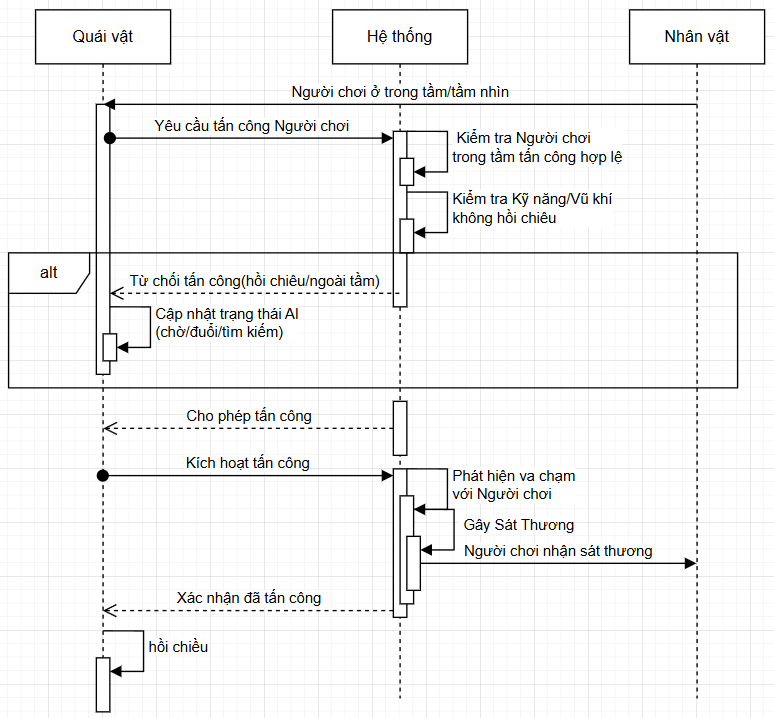 Quái vật
Hệ thống
Nhân vật
Người chơi ở trong tầm/tầm nhìn
Yêu cầu tấn công Người chơi
Kiểm tra Người chơi
trong tầm tấn công hợp lệ
Kiểm tra Kỹ năng/Vũ khí
không hồi chiêu
alt
Từ chối tấn công(hồi chiêu/ngoài tầm)
Cập nhật trạng thái AI
(chờ/đuổi/tìm kiếm)
Cho phép tấn công
Kích hoạt tấn công
Phát hiện va chạm
với Người chơi
Gây Sát Thương
Người chơi nhận sát thương
Xác nhận đã tấn công
hồi chiều